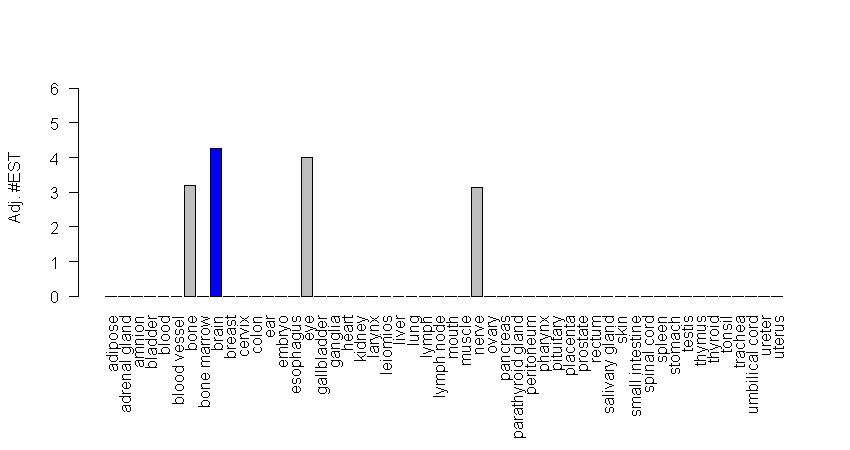 6
5
4
3
2
1
0
Adj. #EST
adipose
adrenal gland
amnion
bladder
blood
blood vessel
bone
bone marrow
brain
breast
cervix
colon
ear
embryo
esophagus
eye
gallbladder
ganglia
heart
kidney
larynx
leiomios
liver
lung
lymph
lymph node
mouth
muscle
nerve
ovary
pancreas
parathyroid gland
peritoneum
pharynx
pituitary
placenta
prostate
rectum
salivary gland
skin
small intestine
spinal cord
spleen
stomach
testis
thymus
thyroid
tonsil
trachea
umbilical cord
ureter
uterus